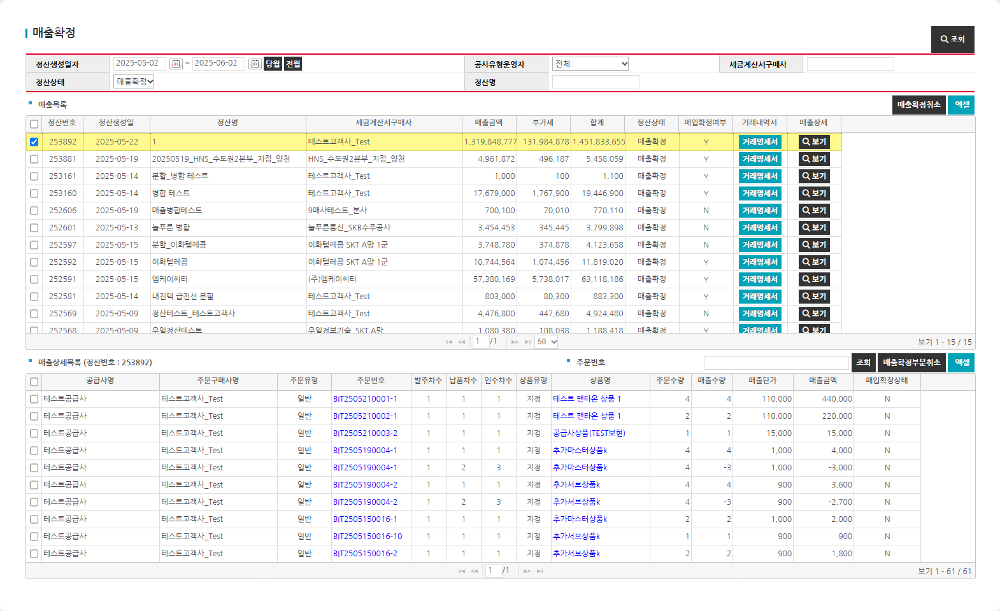 매출확정
조회
정산생성일자 2025-05-02 ~ 2025-06-02 당월 전월 공사유형운영자 전체 세금계산서구매사
정산상태 매출확정 정산명
매출목록 매출확정취소 엑셀
정산번호 정산생성일 정산명 세금계산서구매사 매출금액 부가세 합계 정산상태 매입확정여부 거래내역서 매출상세
253892 2025-05-22 1 테스트고객사_Test 1,319,848,777 131,984,878 1,451,833,655 매출확정 Y 거래명세서 보기
253881 2025-05-19 20250519_HNS_수도권2본부_지점_양천 HNS_수도권2본부_지점_양천 4,961,872 496,187 5,458,059 매출확정 Y 거래명세서 보기
253161 2025-05-14 분할_병합 테스트 테스트고객사_Test 1,000 100 1,100 매출확정 Y 거래명세서 보기
253160 2025-05-14 병합 테스트 테스트고객사_Test 17,679,000 1,767,900 19,446,900 매출확정 Y 거래명세서 보기
252606 2025-05-19 매출병합테스트 9매사테스트_본사 700,100 70,010 770,110 매출확정 N 거래명세서 보기
252601 2025-05-13 늘푸른 병합 늘푸른통신_SKB수주공사 3,454,453 345,445 3,799,898 매출확정 N 거래명세서 보기
252597 2025-05-15 분할_이화텔레콤 이화텔레콤 SKT A망 1군 3,748,780 374,878 4,123,658 매출확정 N 거래명세서 보기
252592 2025-05-15 이화텔레콤 이화텔레콤 SKT A망 1군 10,744,564 1,074,456 11,819,020 매출확정 Y 거래명세서 보기
252591 2025-05-15 엠케이씨티 (주)엠케이씨티 57,380,169 5,738,017 63,118,186 매출확정 Y 거래명세서 보기
252581 2025-05-14 내진택 급전선 분할 테스트고객사_Test 803,000 80,300 883,300 매출확정 Y 거래명세서 보기
252569 2025-05-09 정산테스트_테스트고객사 테스트고객사_Test 4,476,800 447,680 4,924,480 매출확정 N 거래명세서 보기
252568 2025-05-09 우일정산테스트 우일정보기술_SKT A망 1,080,380 108,038 1,188,418 매출확정 Y 거래명세서 보기
1 /1 50 보기 1 - 15 / 15
매출상세목록 (정산번호 : 253892) 주문번호 조회 매출확정부분취소 엑셀
공급사명 주문구매사명 주문유형 주문번호 발주차수 납품차수 인수차수 상품유형 상품명 주문수량 매출수량 매출단가 매출금액 매입확정상태
테스트공급사 테스트고객사_Test 일반 BJT2505210001-1 1 1 1 지정 테스트 팬타온 상품 1 4 4 110,000 440,000 N
테스트공급사 테스트고객사_Test 일반 BJT2505210002-1 1 1 1 지정 테스트 팬타온 상품 1 2 2 110,000 220,000 N
테스트공급사 테스트고객사_Test 일반 BJT2505210003-2 1 1 1 지정 공급사상품(TEST보현) 1 1 15,000 15,000 N
테스트공급사 테스트고객사_Test 일반 BJT2505190004-1 1 1 1 지정 추가마스터상품k 4 4 1,000 4,000 N
테스트공급사 테스트고객사_Test 일반 BJT2505190004-1 1 2 3 지정 추가마스터상품k 4 -3 1,000 -3,000 N
테스트공급사 테스트고객사_Test 일반 BJT2505190004-2 1 1 1 지정 추가서브상품k 4 4 900 3,600 N
테스트공급사 테스트고객사_Test 일반 BJT2505190004-2 1 2 3 지정 추가서브상품k 4 -3 900 -2,700 N
테스트공급사 테스트고객사_Test 일반 BJT2505150016-1 1 1 1 지정 추가마스터상품k 2 2 1,000 2,000 N
테스트공급사 테스트고객사_Test 일반 BJT2505150016-10 1 1 1 지정 추가서브상품k 1 1 900 900 N
테스트공급사 테스트고객사_Test 일반 BJT2505150016-2 1 1 1 지정 추가서브상품k 2 2 900 1,800 N
1 /1 보기 1 - 61 / 61